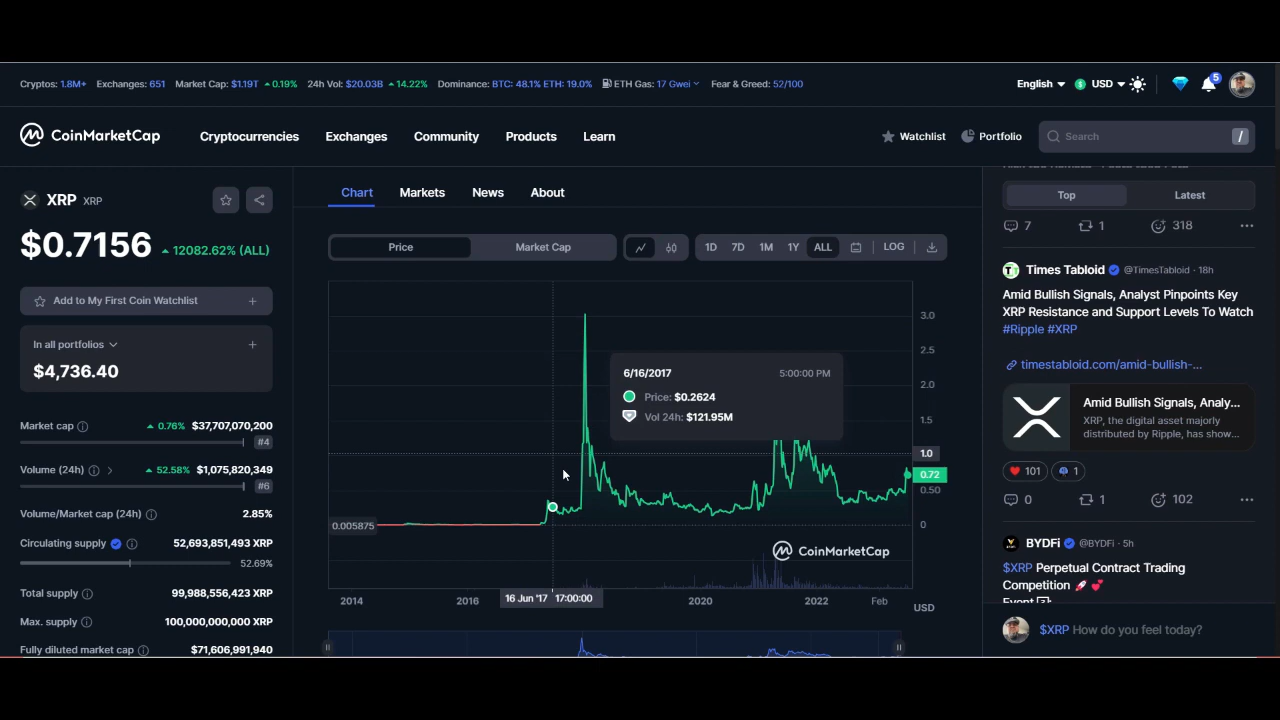 Cryptos: 1.8M+ Exchanges: 651 Market Cap: $1.19T 0.19% 24h Vol: $20.03B 14.22% Dominance: BTC: 48.1% ETH: 19.0% ETH Gas: 17 Gwei Fear & Greed: 52/100
English USD 5
CoinMarketCap Cryptocurrencies Exchanges Community Products Learn
Watchlist Portfolio Search /
XRP XRP
$0.7156 12082.62% (ALL)
Add to My First Coin Watchlist +
In all portfolios +
$4,736.40
Market cap 0.76% $37,707,070,200
#4
Volume (24h) 52.58% $1,075,820,349
#6
Volume/Market cap (24h) 2.85%
Circulating supply 52,693,851,493 XRP
52.69%
Total supply 99,988,556,423 XRP
Max. supply 100,000,000,000 XRP
Fully diluted market cap $71,606,991,940
Chart Markets News About
Price Market Cap 1D 7D 1M 1Y ALL LOG
3.0
2.5
2.0
1.5
1.0
0.72
0.50
0
6/16/2017 5:00:00 PM
Price: $0.2624
Vol 24h: $121.95M
0.005875
CoinMarketCap
2014 2016 16 Jun '17 17:00:00 2020 2022 Feb
USD
Top Latest
7 1 318
Times Tabloid @TimesTabloid · 18h
Amid Bullish Signals, Analyst Pinpoints Key
XRP Resistance and Support Levels To Watch
#Ripple #XRP
timestabloid.com/amid-bullish-...
Amid Bullish Signals, Analy...
XRP, the digital asset majorly
distributed by Ripple, has show...
101 1
0 1 102
BYDFi @BYDFi · 5h
$XRP Perpetual Contract Trading
Competition 🚀 💕
$XRP How do you feel today?